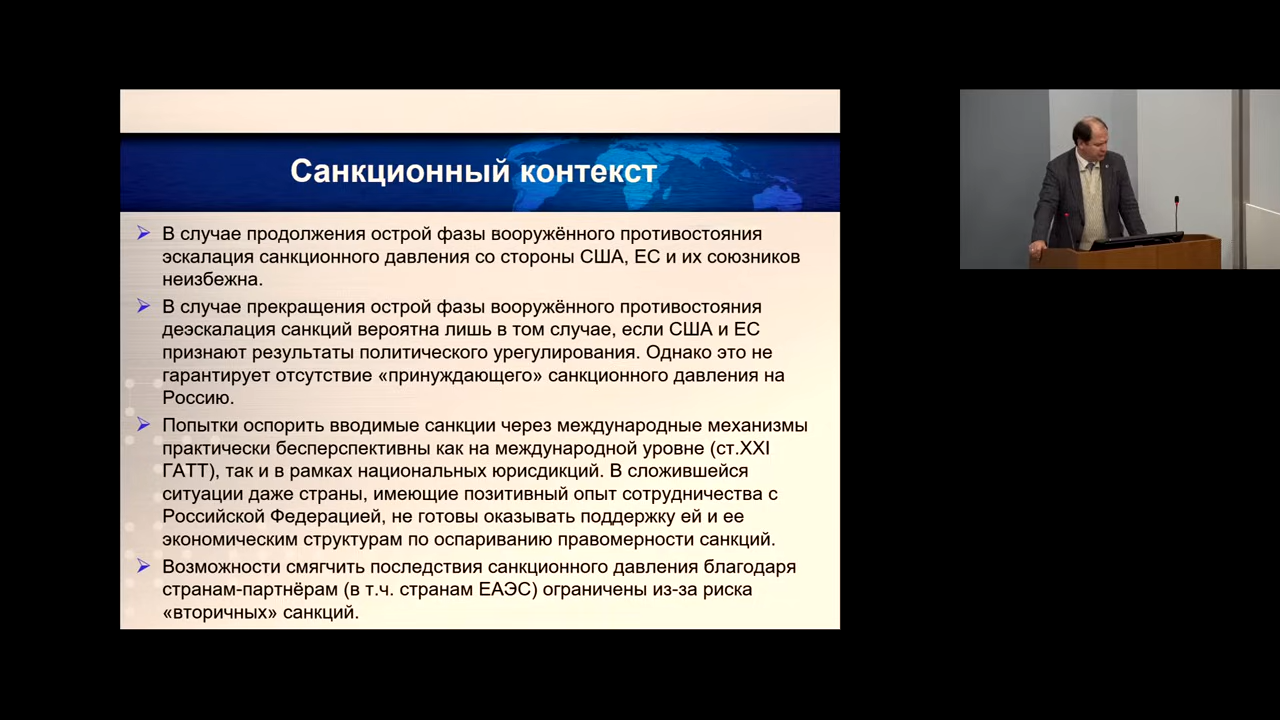 Санкционный контекст
В случае продолжения острой фазы вооружённого противостояния
эскалация санкционного давления со стороны США, ЕС и их союзников
неизбежна.
В случае прекращения острой фазы вооружённого противостояния
деэскалация санкций вероятна лишь в том случае, если США и ЕС
признают результаты политического урегулирования. Однако это не
гарантирует отсутствие «принуждающего» санкционного давления на
Россию.
Попытки оспорить вводимые санкции через международные механизмы
практически бесперспективны как на международной уровне (ст.XXI
ГАТТ), так и в рамках национальных юрисдикций. В сложившейся
ситуации даже страны, имеющие позитивный опыт сотрудничества с
Российской Федерацией, не готовы оказывать поддержку ей и ее
экономическим структурам по оспариванию правомерности санкций.
Возможности смягчить последствия санкционного давления благодаря
странам-партнёрам (в т.ч. странам ЕАЭС) ограничены из-за риска
«вторичных» санкций.